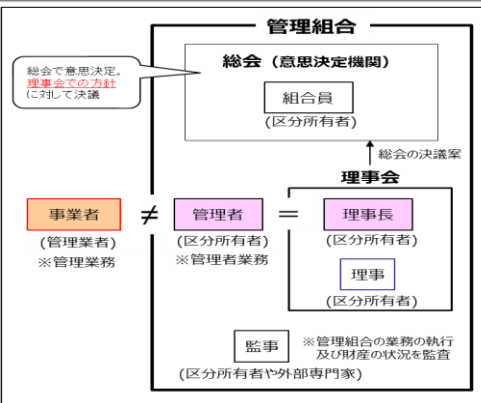 管理組合
総会（意思決定機関）
総会で意思決定。
理事会での方針
に対して決議
組合員
(区分所有者)
総会の決議案
理事会
事業者
≠
管理者
=
理事長
(管理業者)
(区分所有者)
(区分所有者)
※管理業務
※管理者業務
理事
(区分所有者)
監事
※管理組合の業務の執行
及び財産の状況を監査
(区分所有者や外部専門家)